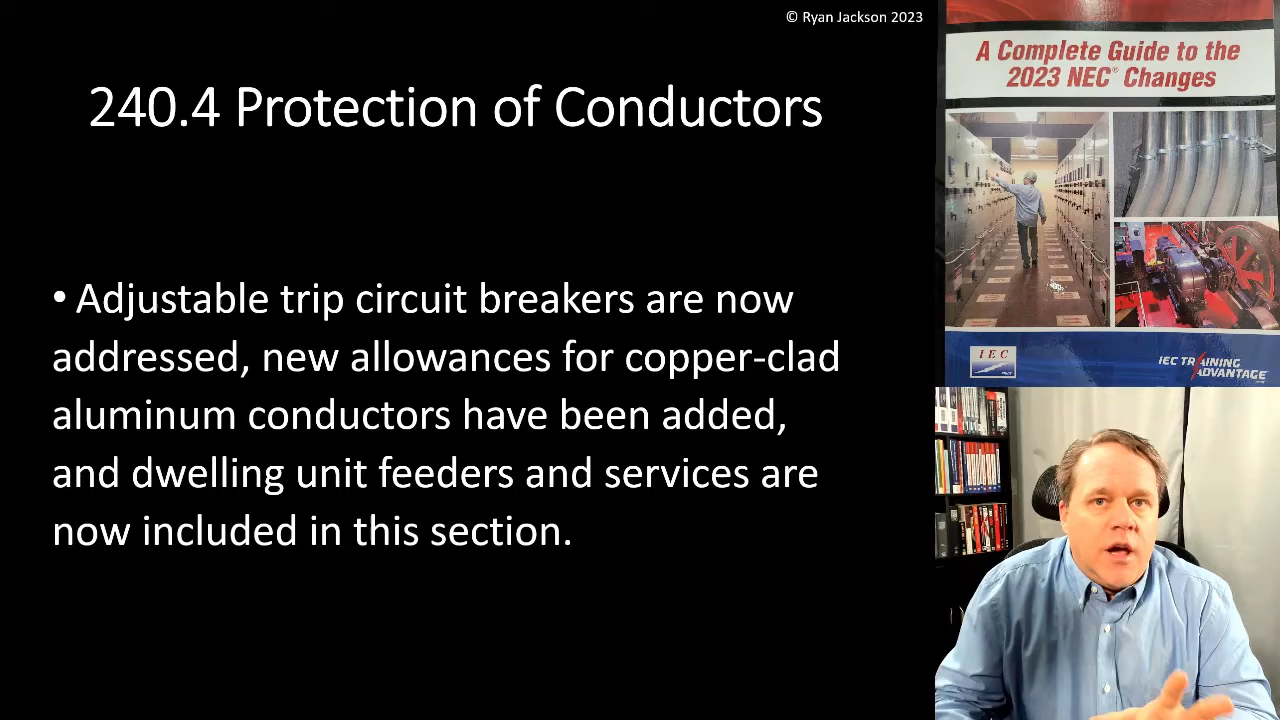 © Ryan Jackson 2023
240.4 Protection of Conductors
• Adjustable trip circuit breakers are now
addressed, new allowances for copper-clad
aluminum conductors have been added,
and dwelling unit feeders and services are
now included in this section.
A Complete Guide to the
2023 NEC® Changes
IEC
IEC TRAINING
ADVANTAGE